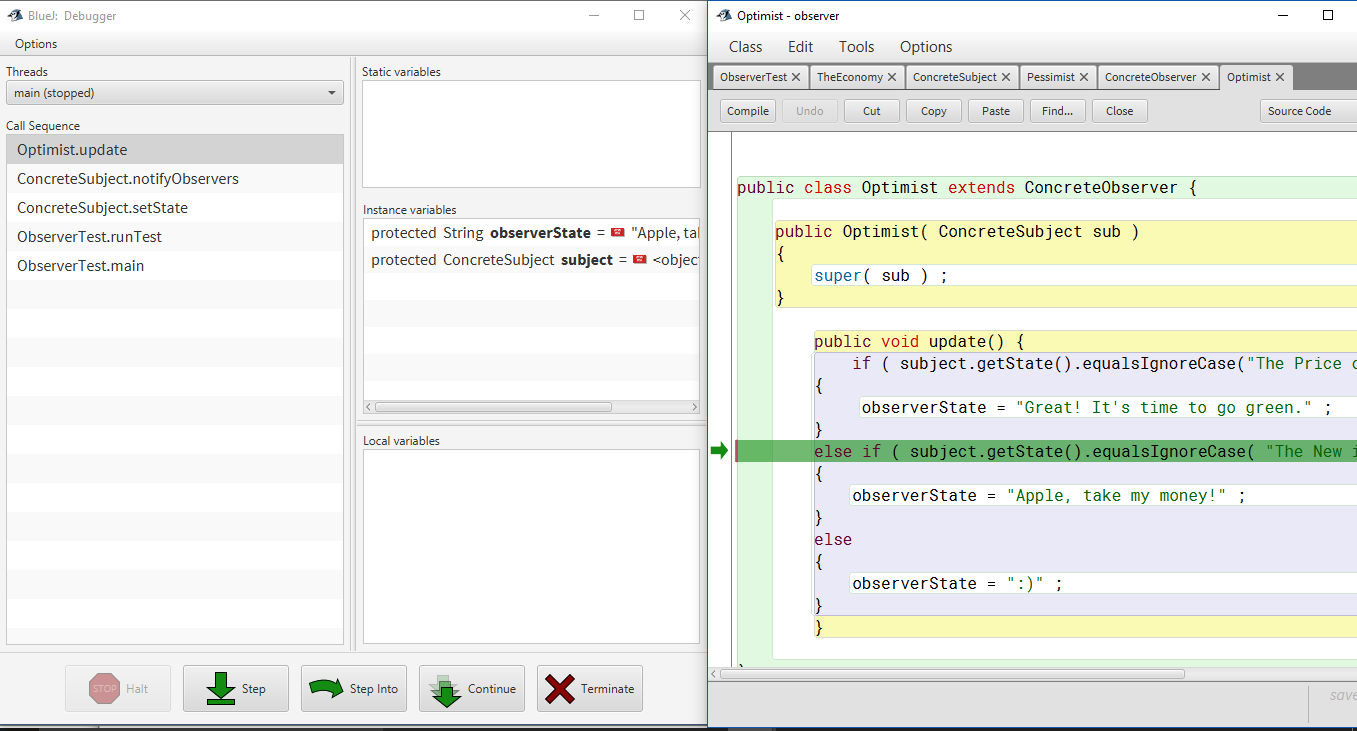 BlueJ: Debugger
Options
Threads
main (stopped)
Call Sequence
Optimist.update
ConcreteSubject.notifyObservers
ConcreteSubject.setState
ObserverTest.runTest
ObserverTest.main
Static variables
Instance variables
protected String observerState = "Apple, tak
protected ConcreteSubject subject = <objec
Local variables
STOP Halt
Step
Step Into
Continue
Terminate
Optimist - observer
Class Edit Tools Options
ObserverTest TheEconomy ConcreteSubject Pessimist ConcreteObserver Optimist
Compile Undo Cut Copy Paste Find... Close Source Code
public class Optimist extends ConcreteObserver {
public Optimist( ConcreteSubject sub )
{
super( sub ) ;
}
public void update() {
if ( subject.getState().equalsIgnoreCase("The Price o
{
observerState = "Great! It's time to go green." ;
}
else if ( subject.getState().equalsIgnoreCase( "The New i
{
observerState = "Apple, take my money!" ;
}
else
{
observerState = ":)" ;
}
}
save